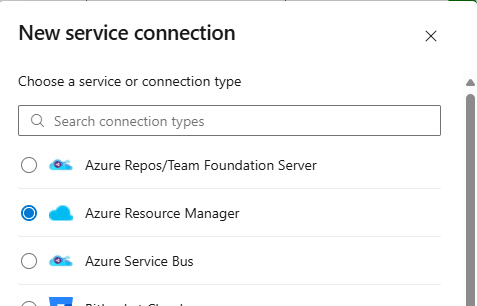 New service connection
Choose a service or connection type
Search connection types
Azure Repos/Team Foundation Server
Azure Resource Manager
Azure Service Bus